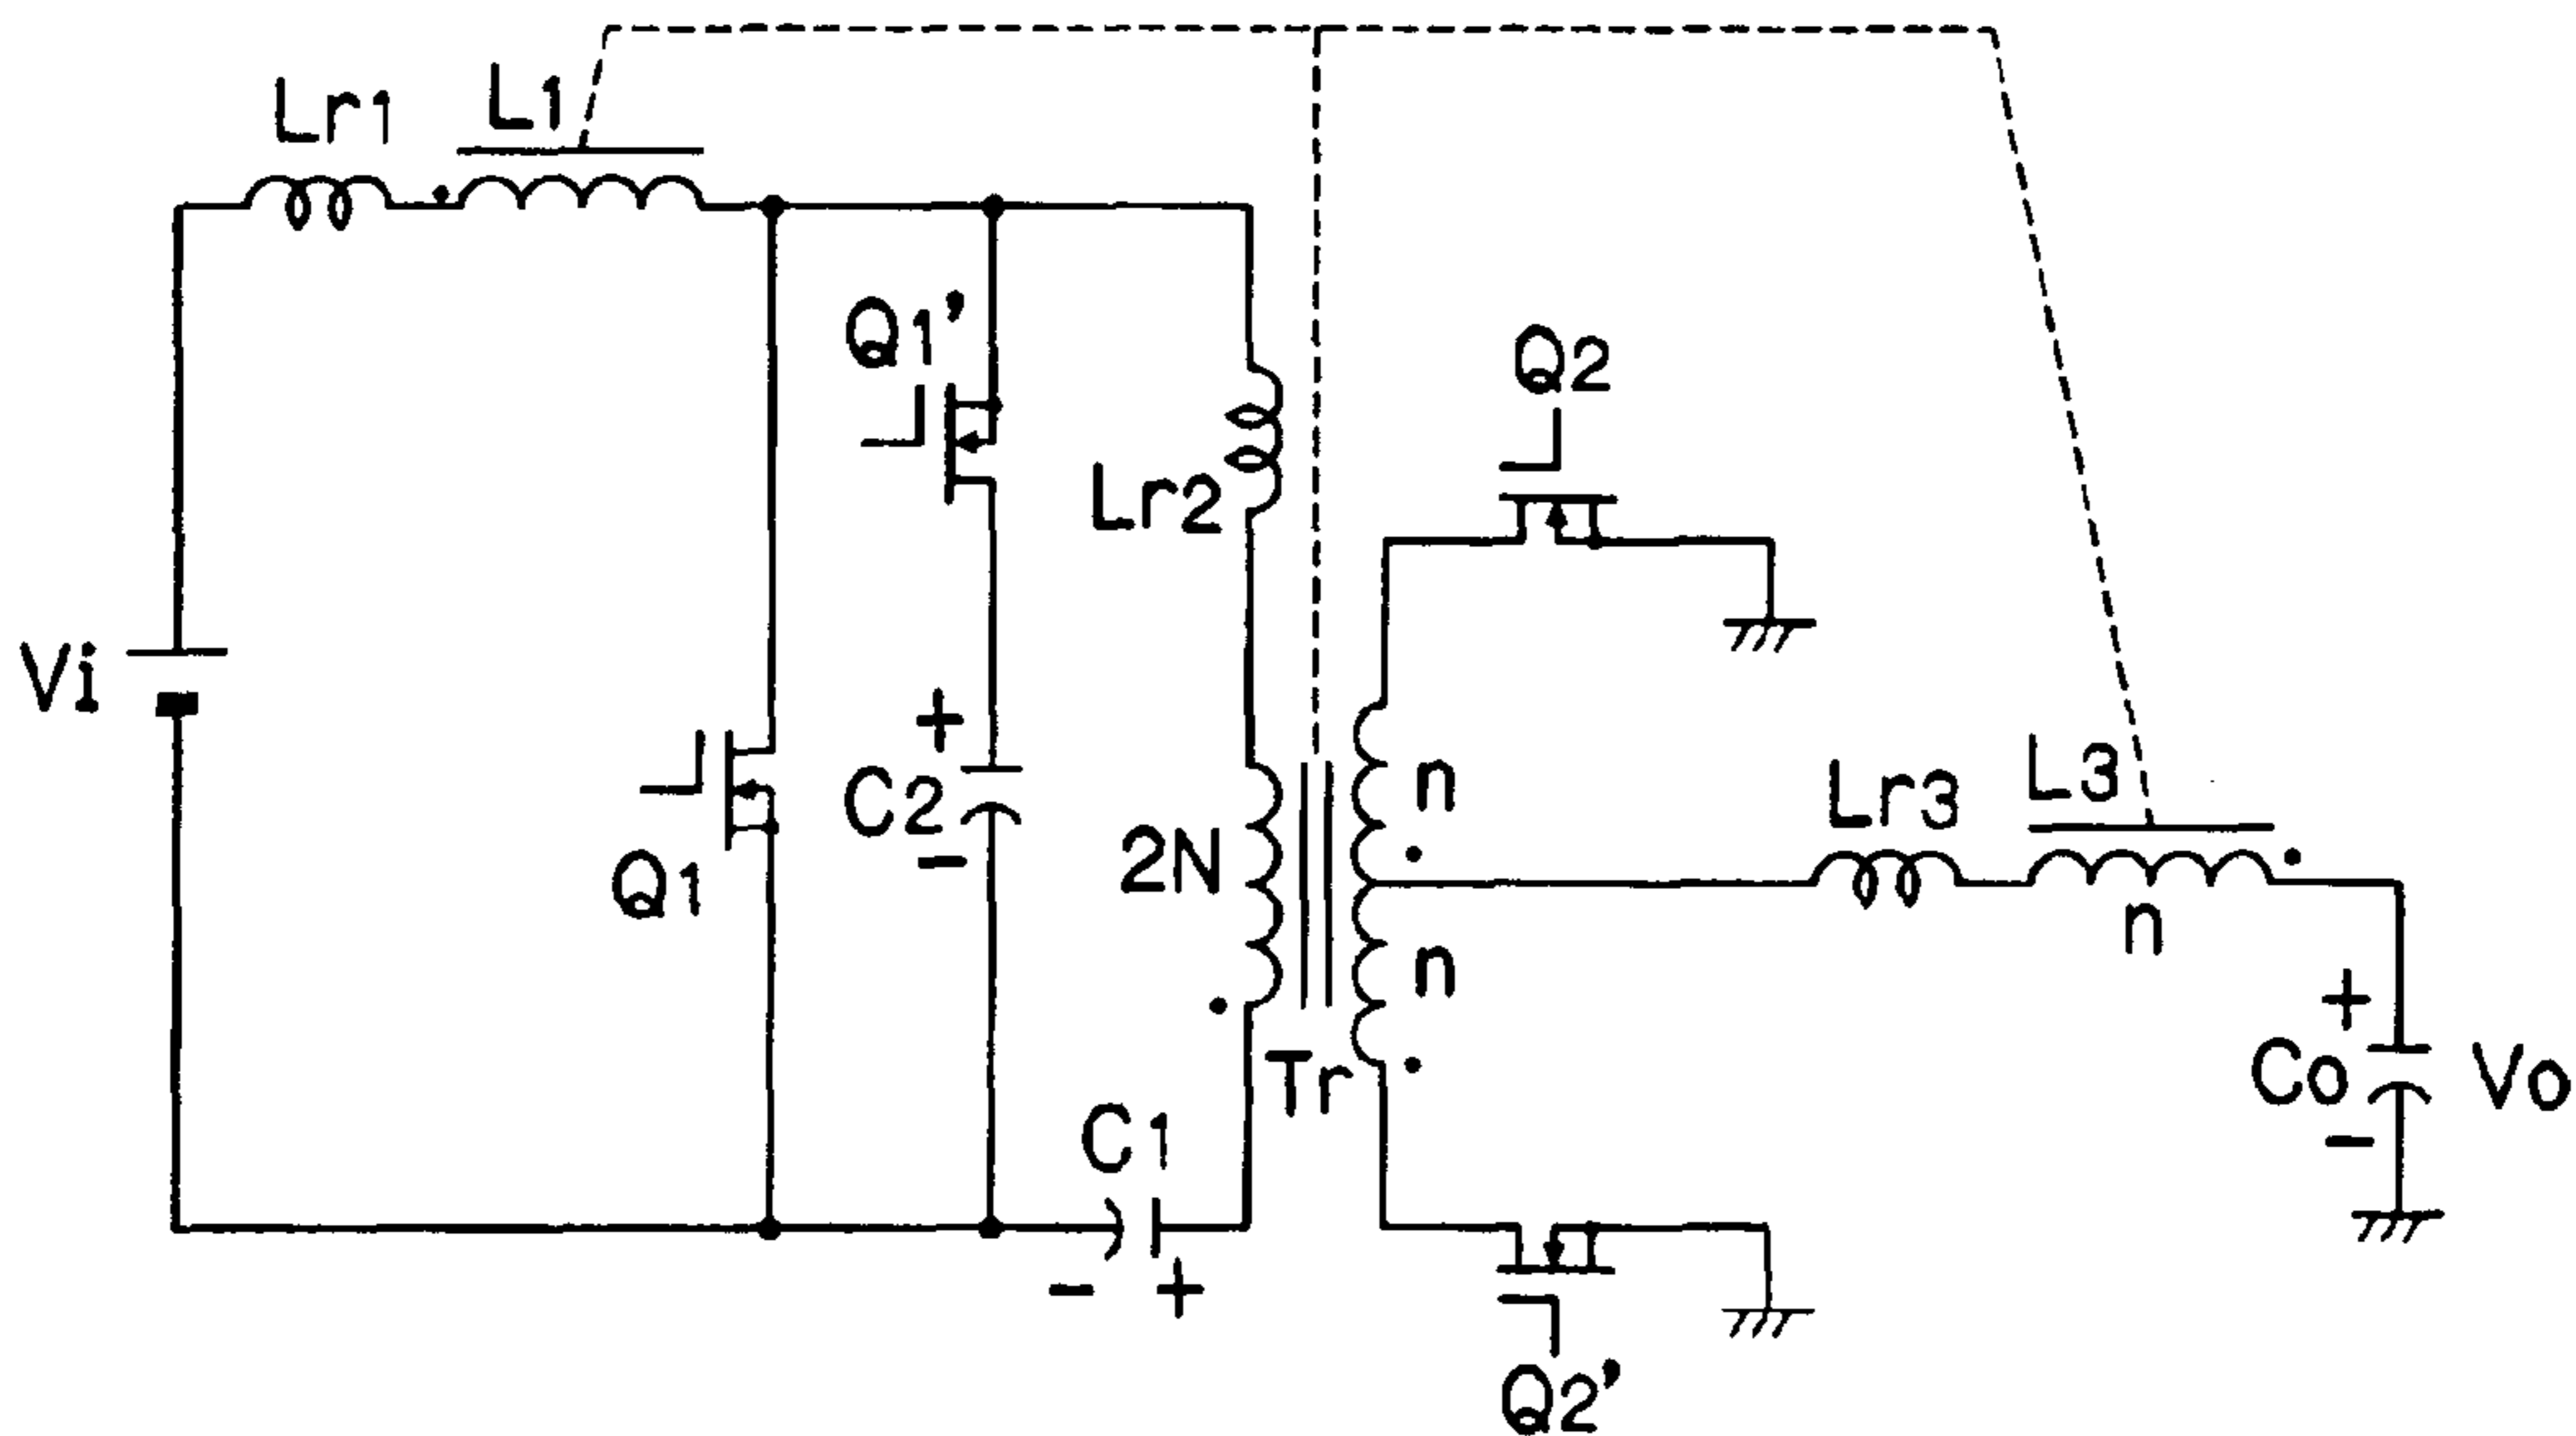 Lr1
L1
Q1'
Q2
Lr2
Vi
+
C2
-
Q1
2N
n
n
Tr
Lr3
L3
n
+
Co
-
Vo
C1
- +
Q2'